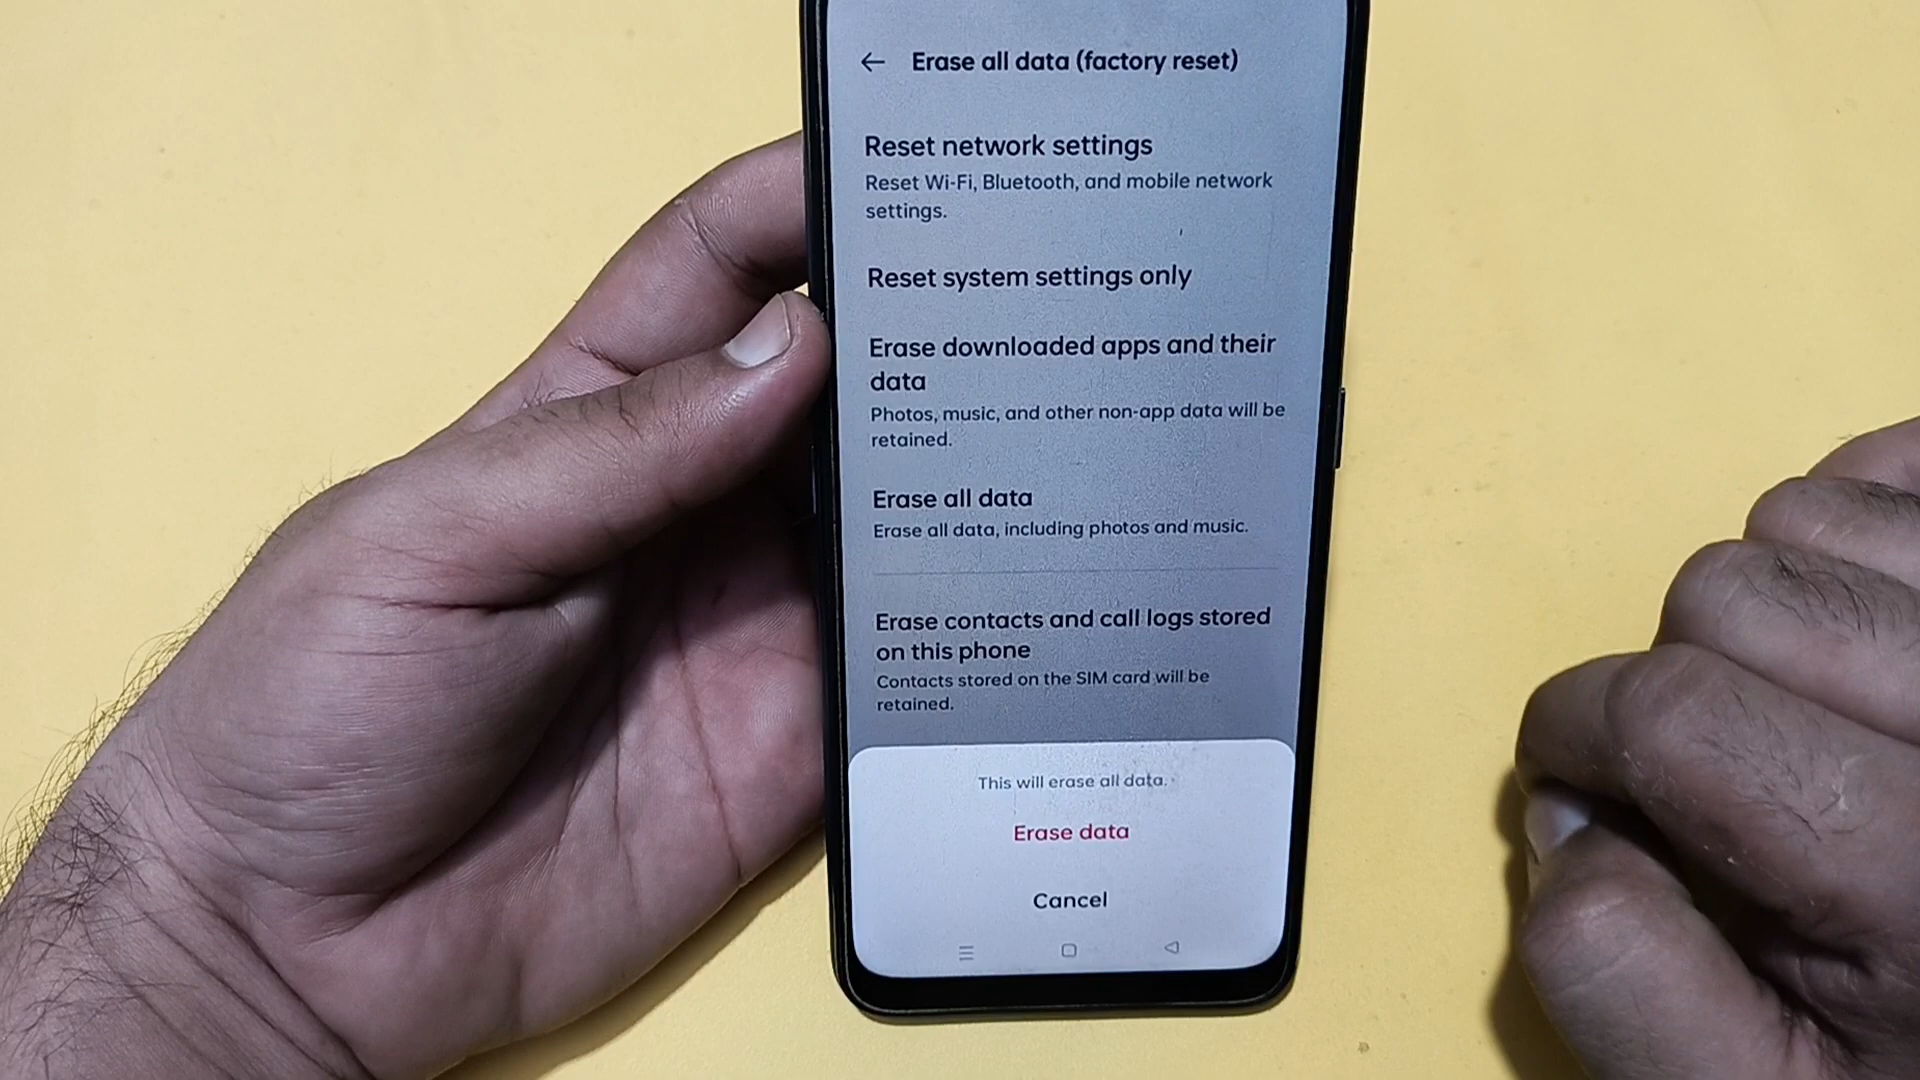 Erase all data (factory reset)
Reset network settings
Reset Wi-Fi, Bluetooth, and mobile network
settings.
Reset system settings only
Erase downloaded apps and their
data
Photos, music, and other non-app data will be
retained.
Erase all data
Erase all data, including photos and music.
Erase contacts and call logs stored
on this phone
Contacts stored on the SIM card will be
retained.
This will erase all data.
Erase data
Cancel